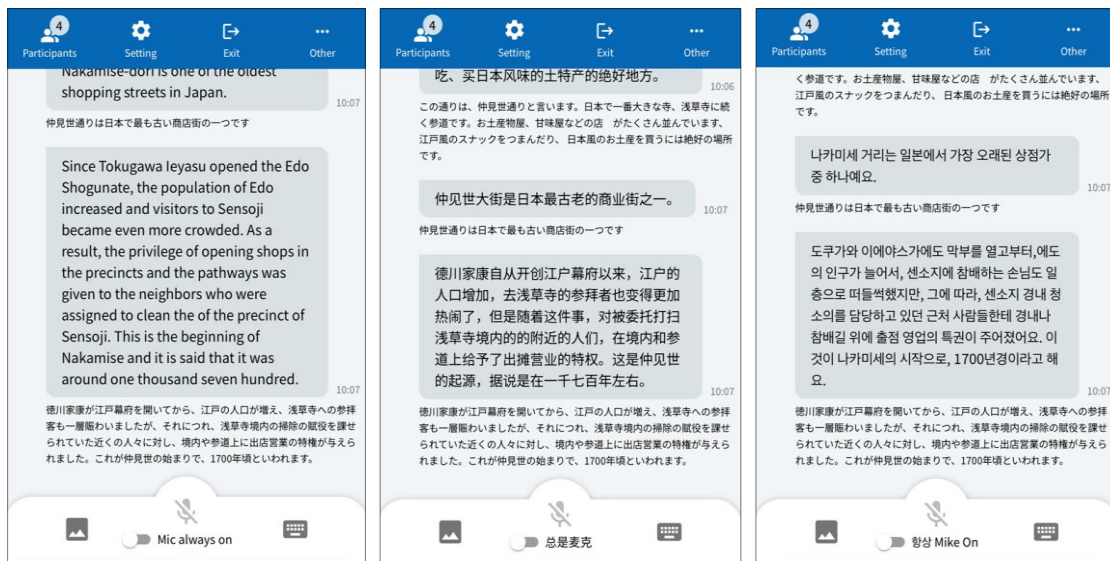 4
Participants
Setting
Exit
Other
Nakamise-dori is one of the oldest
shopping streets in Japan.
10:07
仲見世通りは日本で最も古い商店街の一つです
Since Tokugawa Ieyasu opened the Edo
Shogunate, the population of Edo
increased and visitors to Sensoji
became even more crowded. As a
result, the privilege of opening shops in
the precincts and the pathways was
given to the neighbors who were
assigned to clean the of the precinct of
Sensoji. This is the beginning of
Nakamise and it is said that it was
around one thousand seven hundred.
10:07
徳川家康が江戸幕府を開いてから、江戸の人口が増え、浅草寺への参拝
客も一層賑わいましたが、それにつれ、浅草寺境内の掃除の賦役を課せ
られていた近くの人々に対し、境内や参道上に出店営業の特権が与えら
れました。これが仲見世の始まりで、1700年頃といわれます。
Mic always on
4
Participants
Setting
Exit
Other
吃、买日本风味的土特产的绝好地方。
10:06
この通りは、仲見世通りと言います。日本で一番大きな寺、浅草寺に続
く参道です。お土産物屋、甘味屋などの店　がたくさん並んでいます、
江戸風のスナックをつまんだり、 日本風のお土産を買うには絶好の場所
です。
仲见世大街是日本最古老的商业街之一。
10:07
仲見世通りは日本で最も古い商店街の一つです
德川家康自从开创江户幕府以来，江户的
人口增加，去浅草寺的参拜者也变得更加
热闹了，但是随着这件事，对被委托打扫
浅草寺境内的的附近的人们，在境内和参
道上给予了出摊营业的特权。这是仲见世
的起源，据说是在一千七百年左右。
10:07
徳川家康が江戸幕府を開いてから、江戸の人口が増え、浅草寺への参拝
客も一層賑わいましたが、それにつれ、浅草寺境内の掃除の賦役を課せ
られていた近くの人々に対し、境内や参道上に出店営業の特権が与えら
れました。これが仲見世の始まりで、1700年頃といわれます。
总是麦克
4
Participants
Setting
Exit
Other
く参道です。お土産物屋、甘味屋などの店　がたくさん並んでいます、
江戸風のスナックをつまんだり、 日本風のお土産を買うには絶好の場所
です。
나카미세 거리는 일본에서 가장 오래된 상점가
중 하나예요.
10:07
仲見世通りは日本で最も古い商店街の一つです
도쿠가와 이에야스가에도 막부를 열고부터,에도
의 인구가 늘어서, 센소지에 참배하는 손님도 일
층으로 떠들썩했지만, 그에 따라, 센소지 경내 청
소의를 담당하고 있던 근처 사람들한테 경내나
참배길 위에 출점 영업의 특권이 주어졌어요. 이
것이 나카미세의 시작으로, 1700년경이라고 해
요.
10:07
徳川家康が江戸幕府を開いてから、江戸の人口が増え、浅草寺への参拝
客も一層賑わいましたが、それにつれ、浅草寺境内の掃除の賦役を課せ
られていた近くの人々に対し、境内や参道上に出店営業の特権が与えら
れました。これが仲見世の始まりで、1700年頃といわれます。
항상 Mike On